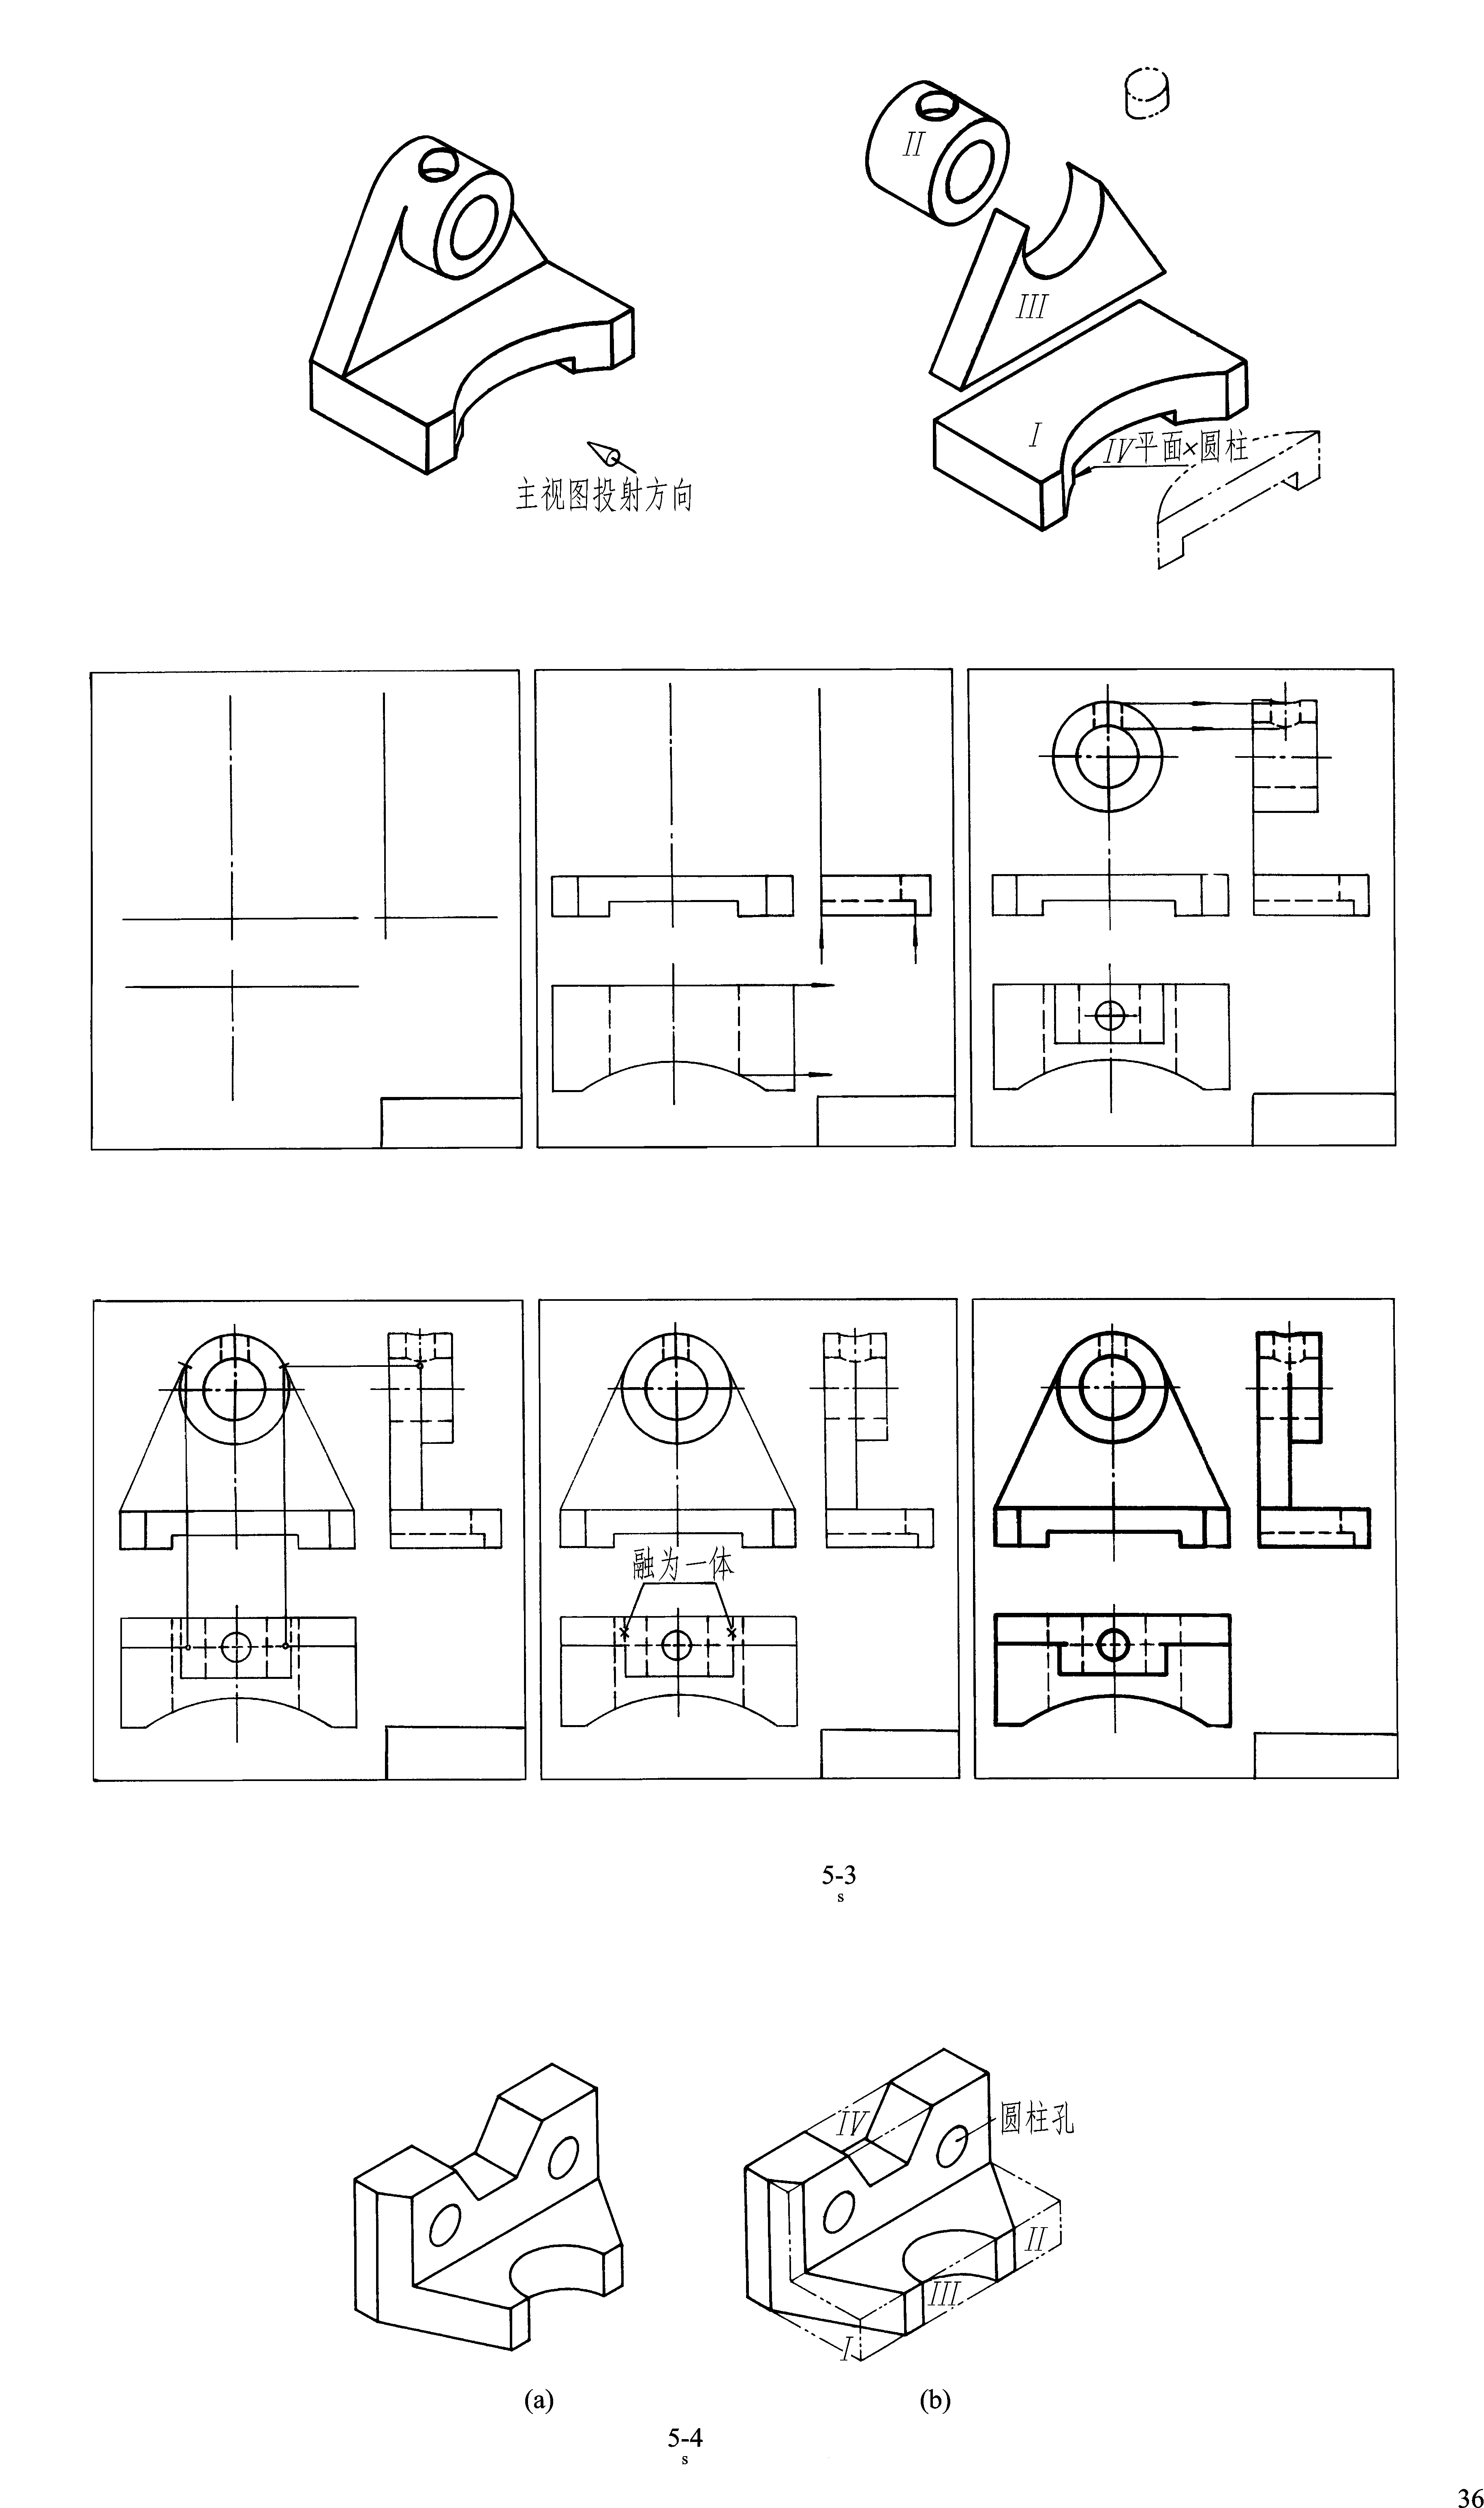 II
III
I
IV平面×圆柱
主视图投射方向
融为一体
5-3
s
IV
圆柱孔
II
III
I
(a)
(b)
5-4
s
36